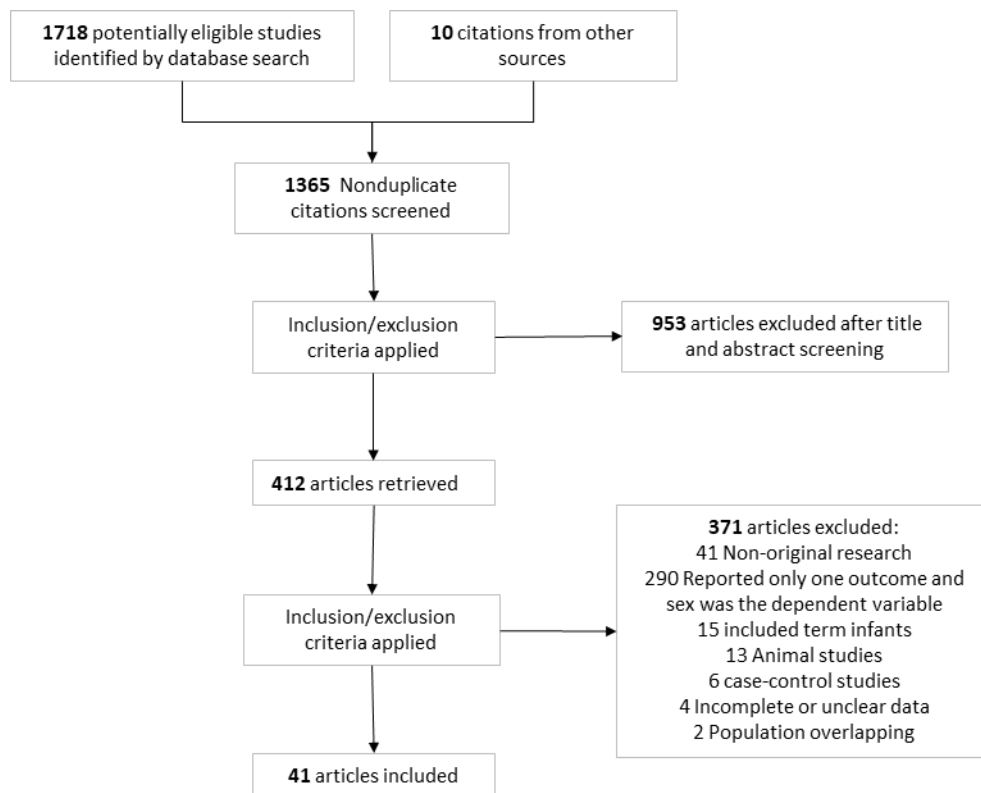 1718 potentially eligible studies
identified by database search
10 citations from other
sources
1365 Nonduplicate
citations screened
Inclusion/exclusion
criteria applied
953 articles excluded after title
and abstract screening
412 articles retrieved
371 articles excluded:
41 Non-original research
290 Reported only one outcome and
sex was the dependent variable
15 included term infants
13 Animal studies
6 case-control studies
4 Incomplete or unclear data
2 Population overlapping
Inclusion/exclusion
criteria applied
41 articles included